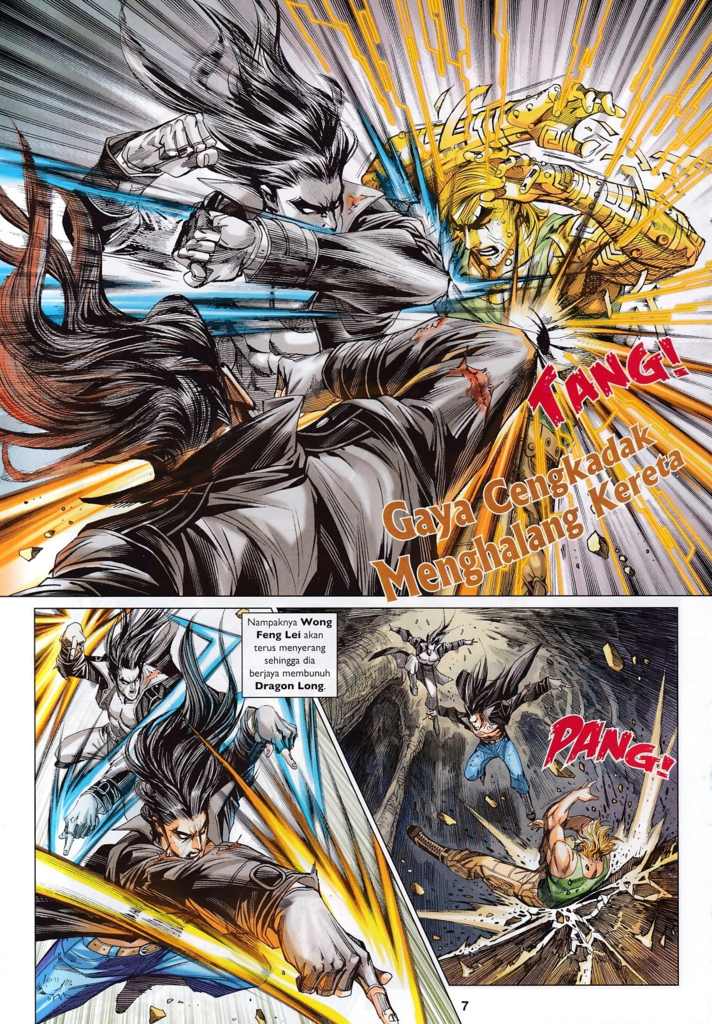 TANG!
Gaya Cengkadak
Menghalang Kereta
Nampaknya Wong
Feng Lei akan
terus menyerang
sehingga dia
berjaya membunuh
Dragon Long.
PANG!
7